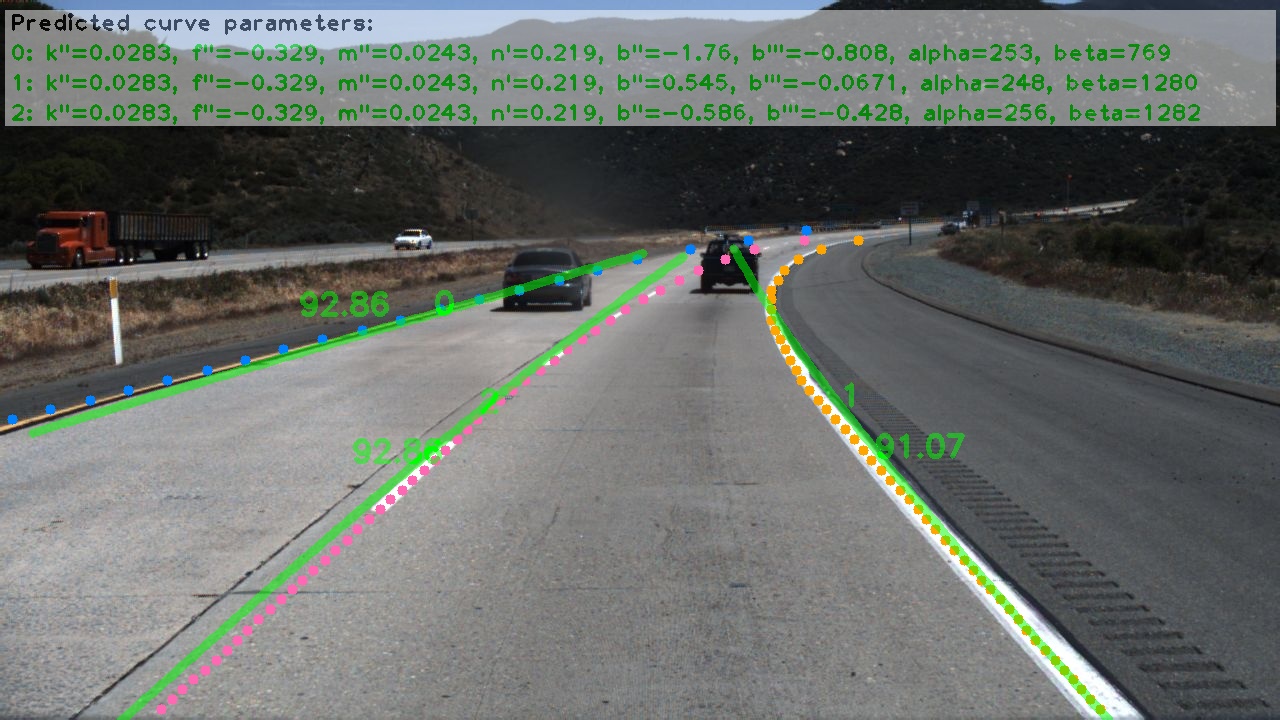 Predicted curve parameters:
0: k''=0.0283, f''=-0.329, m''=0.0243, n'=0.219, b''=-1.76, b'''=-0.808, alpha=253, beta=769
1: k''=0.0283, f''=-0.329, m''=0.0243, n'=0.219, b''=0.545, b'''=-0.0671, alpha=248, beta=1280
2: k''=0.0283, f''=-0.329, m''=0.0243, n'=0.219, b''=-0.586, b'''=-0.428, alpha=256, beta=1282
92.86 0
1
92.86
91.07